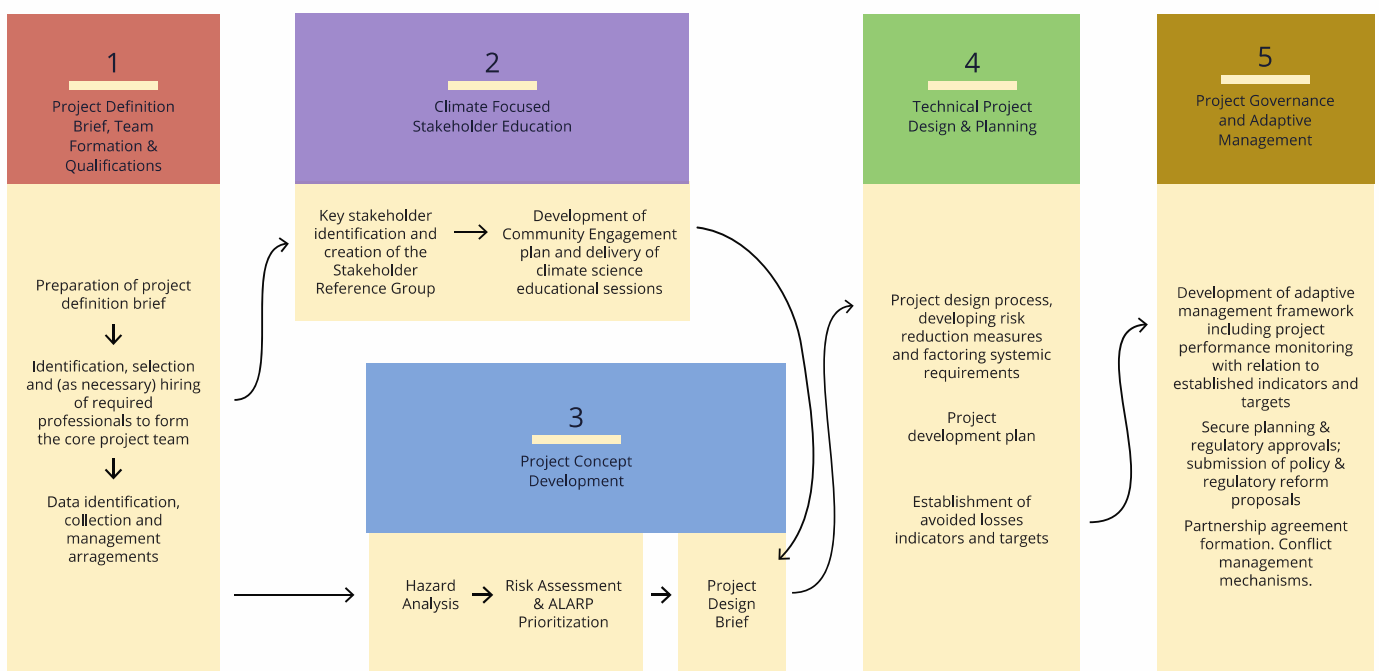 1
Project Definition
Brief, Team
Formation &
Qualifications
Preparation of project
definition brief
Identification, selection
and (as necessary) hiring
of required
professionals to form
the core project team
Data identification,
collection and
management
arragements
2
Climate Focused
Stakeholder Education
Key stakeholder
identification and
creation of the
Stakeholder
Reference Group
Development of
Community Engagement
plan and delivery of
climate science
educational sessions
3
Project Concept
Development
Hazard
Analysis
Risk Assessment
& ALARP
Prioritization
Project
Design
Brief
4
Technical Project
Design & Planning
Project design process,
developing risk
reduction measures
and factoring systemic
requirements
Project
development plan
Establishment of
avoided losses
indicators and targets
5
Project Governance
and Adaptive
Management
Development of adaptive
management framework
including project
performance monitoring
with relation to
established indicators and
targets
Secure planning &
regulatory approvals;
submission of policy &
regulatory reform
proposals
Partnership agreement
formation. Conflict
management
mechanisms.